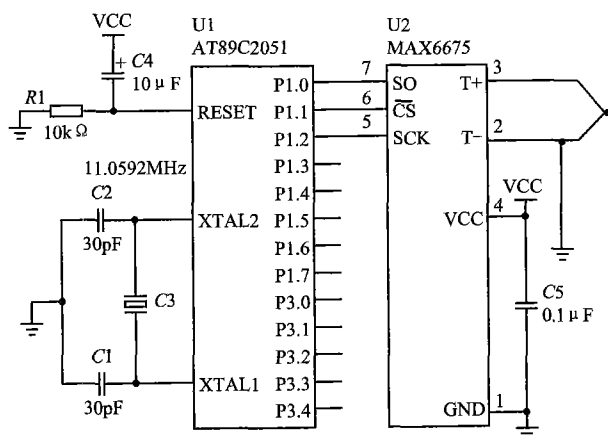 VCC
C4
+
10 μF
R1
10kΩ
11.0592MHz
C2
30pF
C3
C1
30pF
U1
AT89C2051
RESET
XTAL2
XTAL1
P1.0
P1.1
P1.2
P1.3
P1.4
P1.5
P1.6
P1.7
P3.0
P3.1
P3.2
P3.3
P3.4
7
6
5
U2
MAX6675
SO
CS
SCK
T+
T−
VCC
GND
3
2
4
1
VCC
C5
0.1 μF